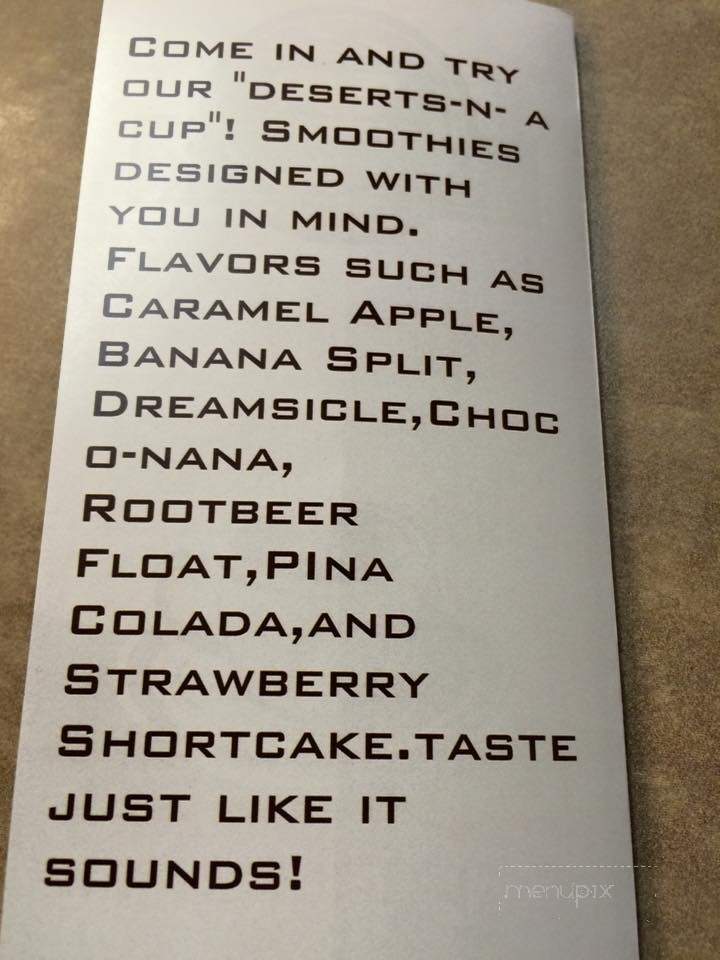 Come in and try
our "deserts-n- a
cup"! Smoothies
designed with
you in mind.
Flavors such as
Caramel Apple,
Banana Split,
Dreamsicle,Choc
o-nana,
Rootbeer
Float,PIna
Colada,and
Strawberry
Shortcake.taste
just like it
sounds!
menupix